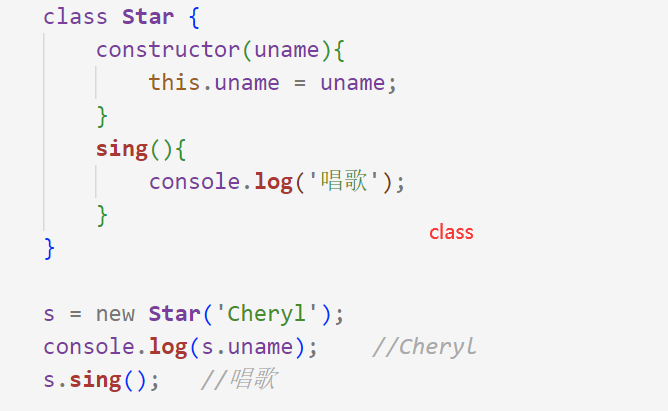 class Star {
constructor(uname){
this.uname = uname;
}
sing(){
console.log('唱歌');
}
class
}
s = new Star('Cheryl');
console.log(s.uname); //Cheryl
s.sing(); //唱歌